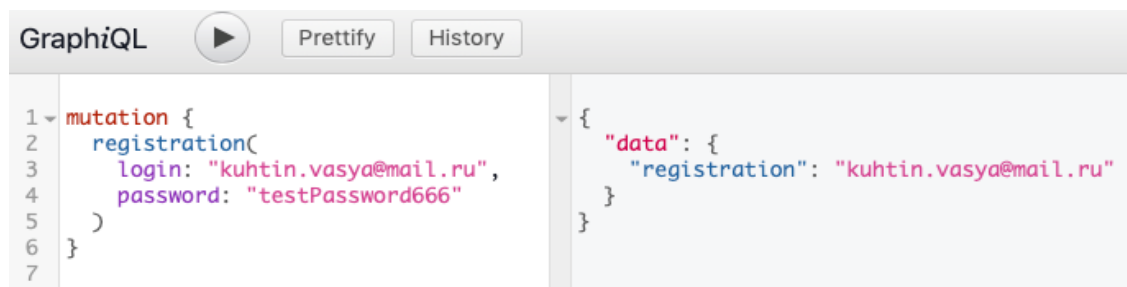 GraphiQL Prettify History
1 mutation {
2 registration(
3 login: "kuhtin.vasya@mail.ru",
4 password: "testPassword666"
5 )
6 }
7
{
"data": {
"registration": "kuhtin.vasya@mail.ru"
}
}